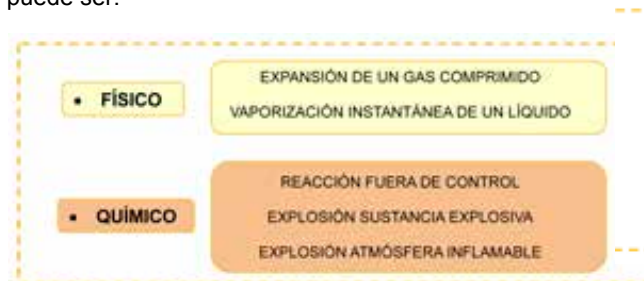 puede ser:
• FÍSICO
EXPANSIÓN DE UN GAS COMPRIMIDO
VAPORIZACIÓN INSTANTÁNEA DE UN LÍQUIDO
• QUÍMICO
REACCIÓN FUERA DE CONTROL
EXPLOSIÓN SUSTANCIA EXPLOSIVA
EXPLOSIÓN ATMÓSFERA INFLAMABLE